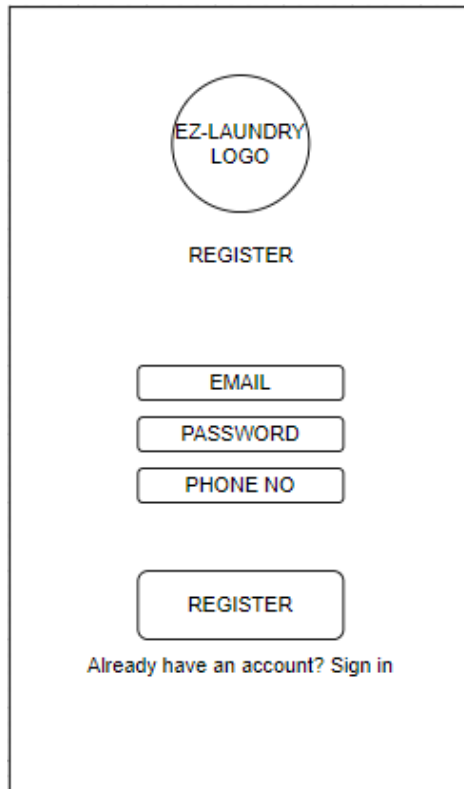 EZ-LAUNDRY
LOGO
REGISTER
EMAIL
PASSWORD
PHONE NO
REGISTER
Already have an account? Sign in